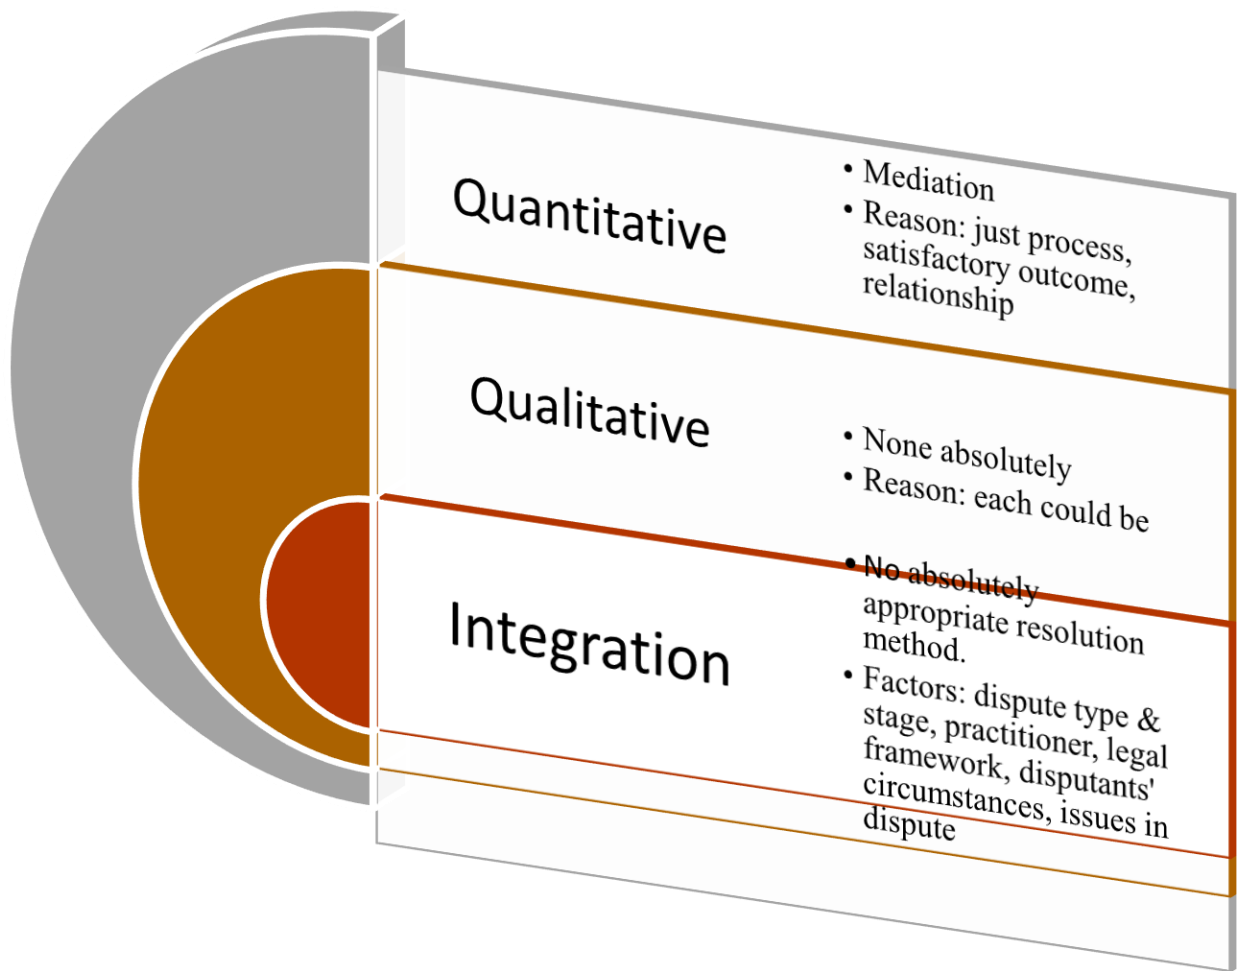 Quantitative
• Mediation
• Reason: just process,
satisfactory outcome,
relationship
Qualitative
• None absolutely
• Reason: each could be
Integration
• No absolutely
appropriate resolution
method.
• Factors: dispute type &
stage, practitioner, legal
framework, disputants'
circumstances, issues in
dispute